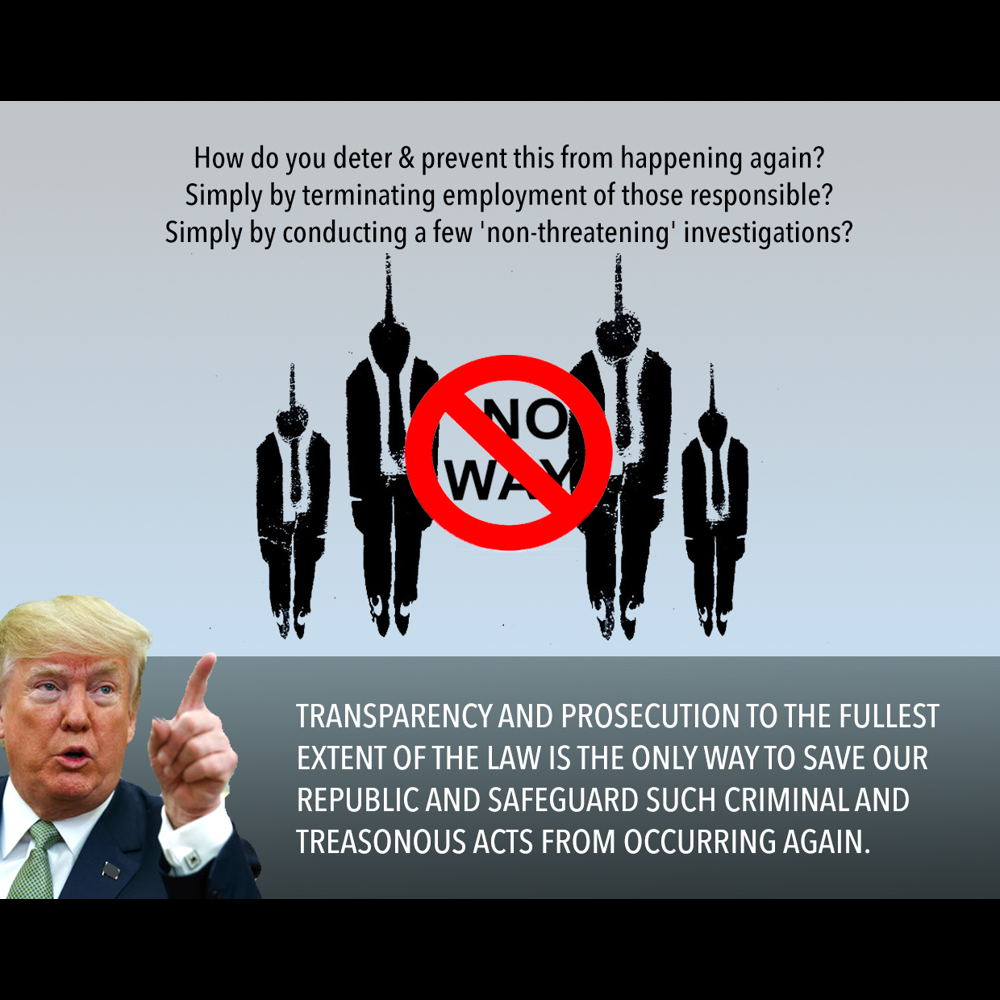 How do you deter & prevent this from happening again?
Simply by terminating employment of those responsible?
Simply by conducting a few 'non-threatening' investigations?
NO
WAY
TRANSPARENCY AND PROSECUTION TO THE FULLEST
EXTENT OF THE LAW IS THE ONLY WAY TO SAVE OUR
REPUBLIC AND SAFEGUARD SUCH CRIMINAL AND
TREASONOUS ACTS FROM OCCURRING AGAIN.